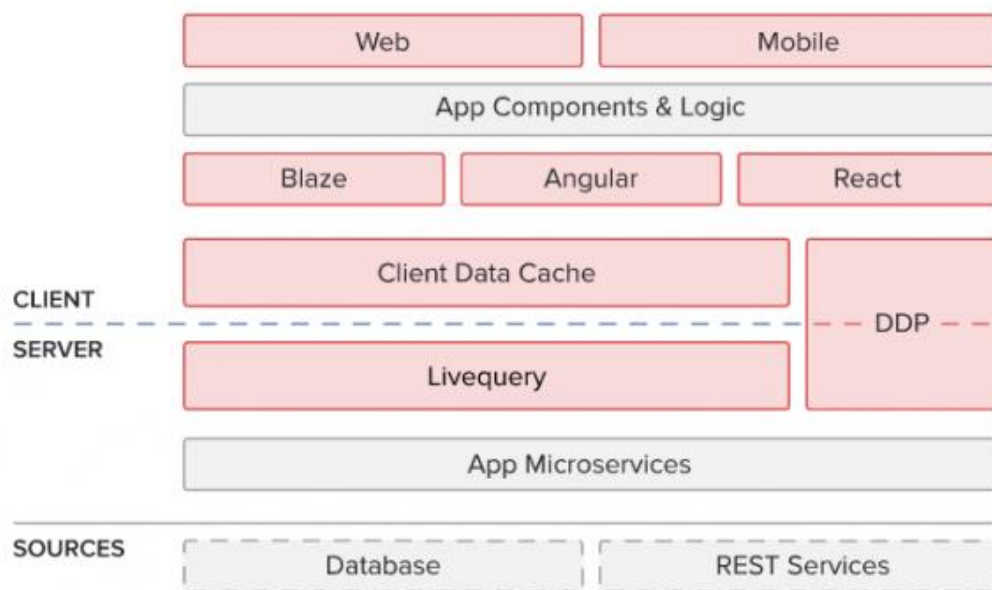 Web
Mobile
App Components & Logic
Blaze
Angular
React
Client Data Cache
CLIENT
DDP
SERVER
Livequery
App Microservices
SOURCES
Database
REST Services